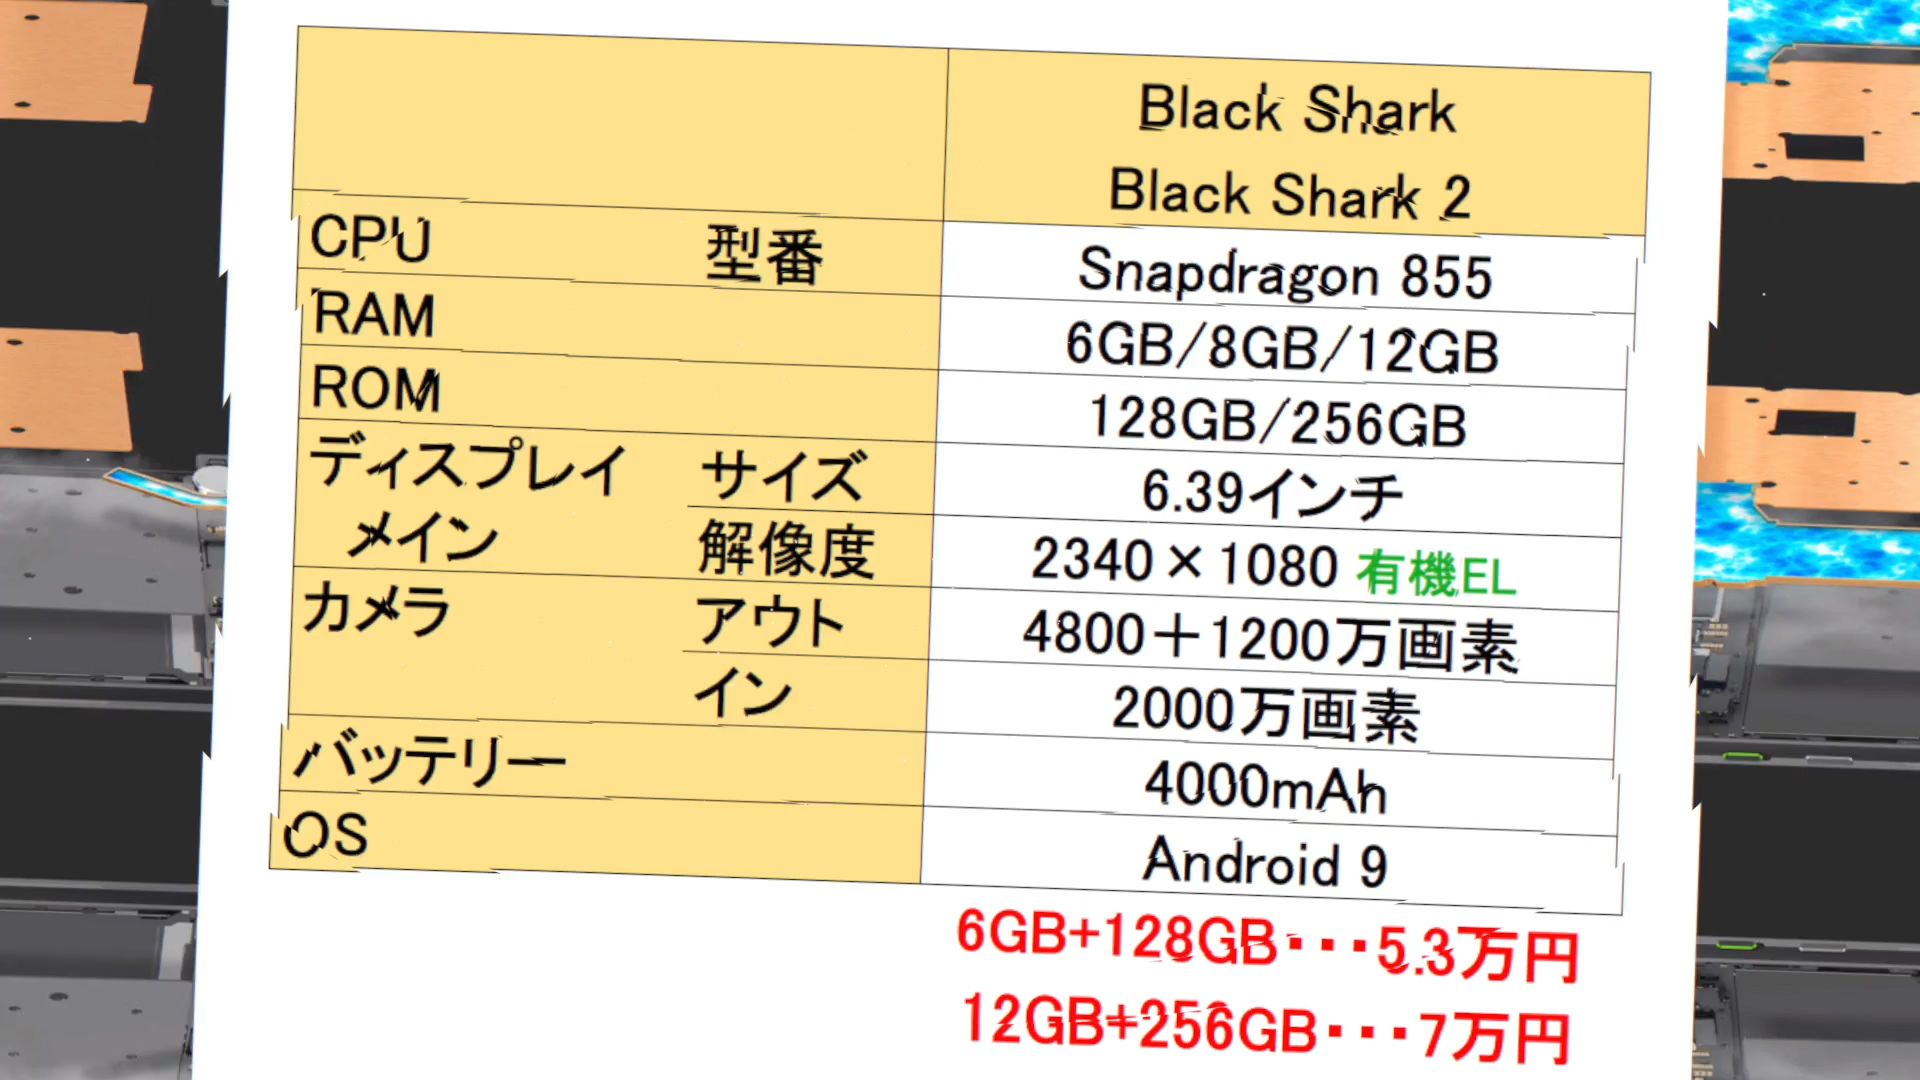 Black Shark
Black Shark 2
CPU 型番 Snapdragon 855
RAM 6GB/8GB/12GB
ROM 128GB/256GB
ディスプレイ サイズ 6.39インチ
メイン 解像度 2340×1080 有機EL
カメラ アウト 4800＋1200万画素
イン 2000万画素
バッテリー 4000mAh
OS Android 9
6GB+128GB・・・5.3万円
12GB+256GB・・・7万円